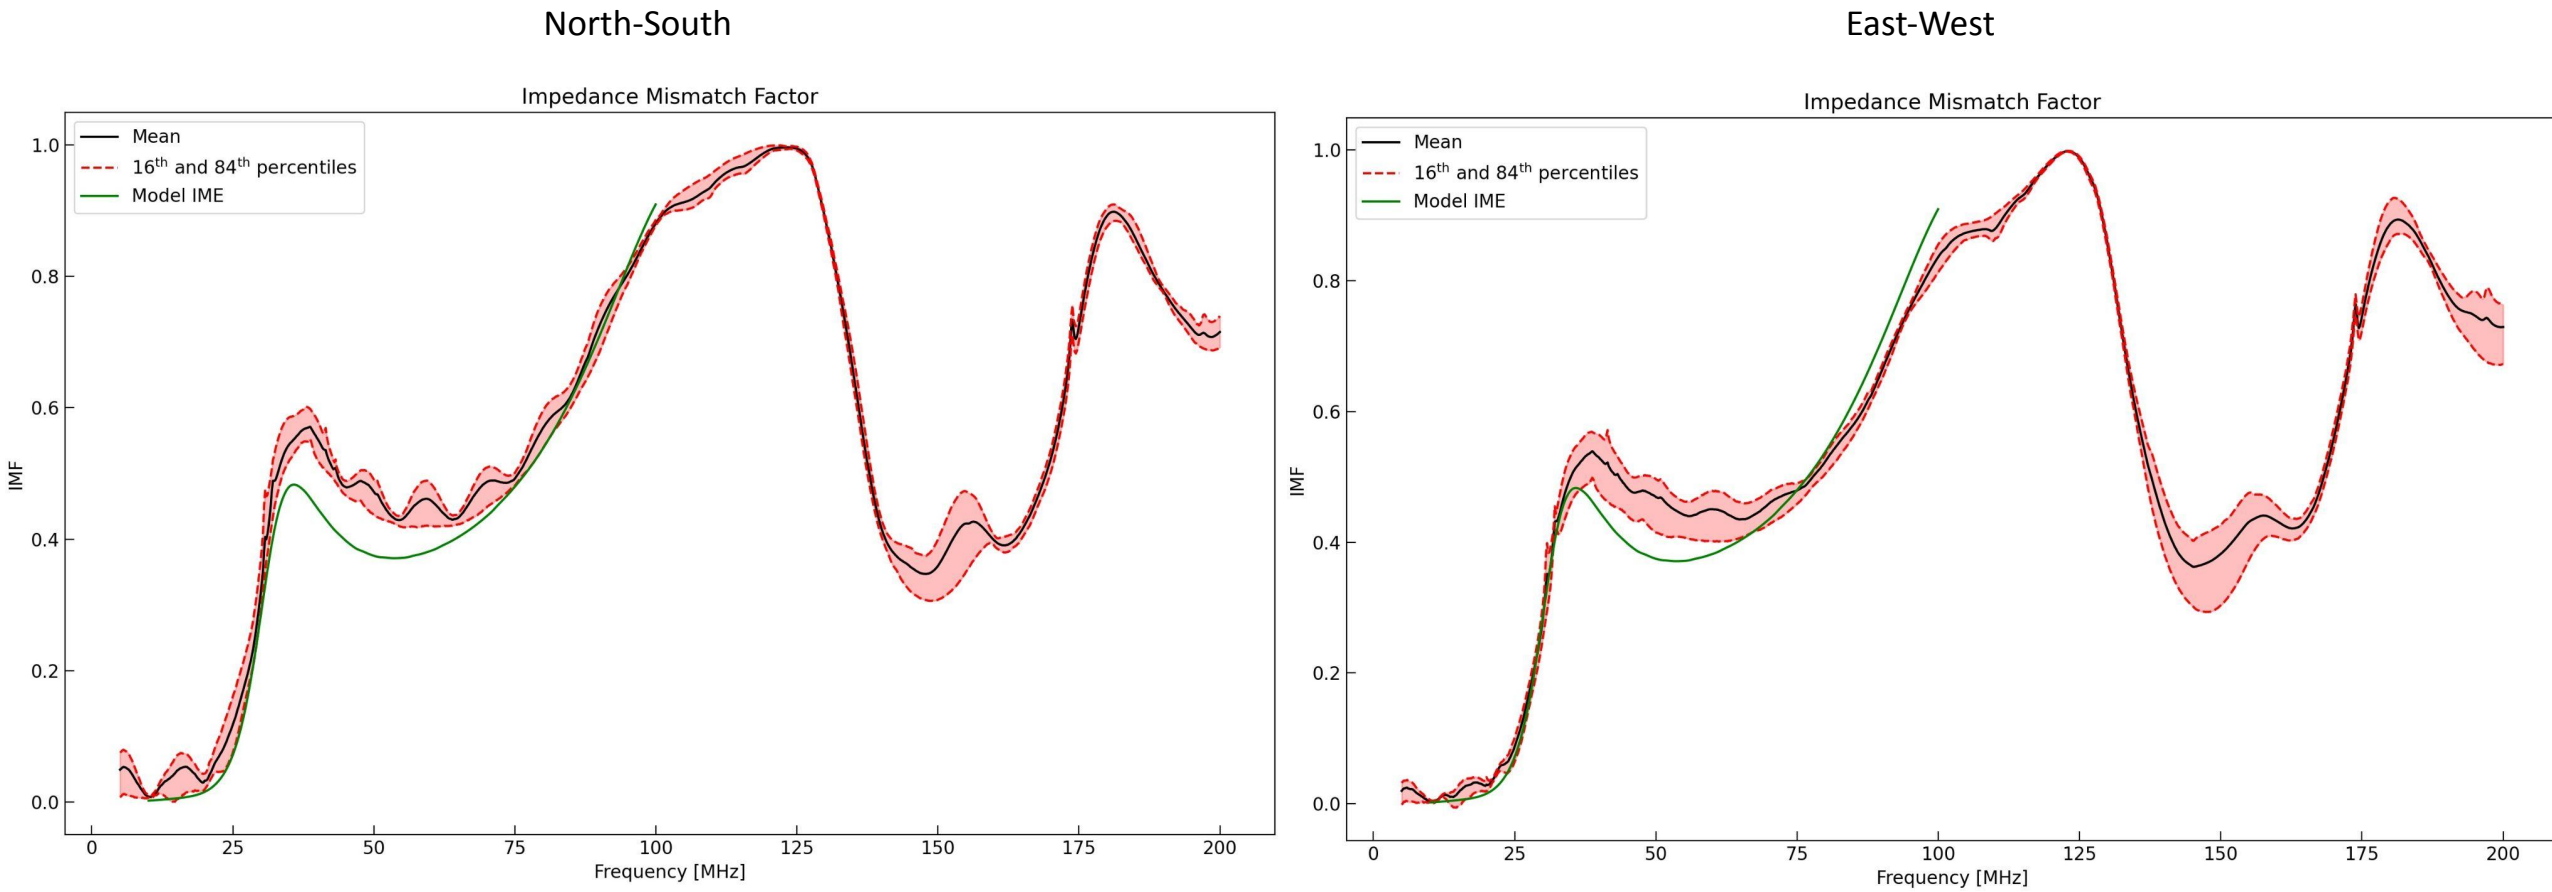 North-South
East-West
Impedance Mismatch Factor
Mean
16th and 84th percentiles
Model IME
IMF
1.0
0.8
0.6
0.4
0.2
0.0
0 25 50 75 100 125 150 175 200
Frequency [MHz]
Impedance Mismatch Factor
Mean
16th and 84th percentiles
Model IME
IMF
1.0
0.8
0.6
0.4
0.2
0.0
0 25 50 75 100 125 150 175 200
Frequency [MHz]